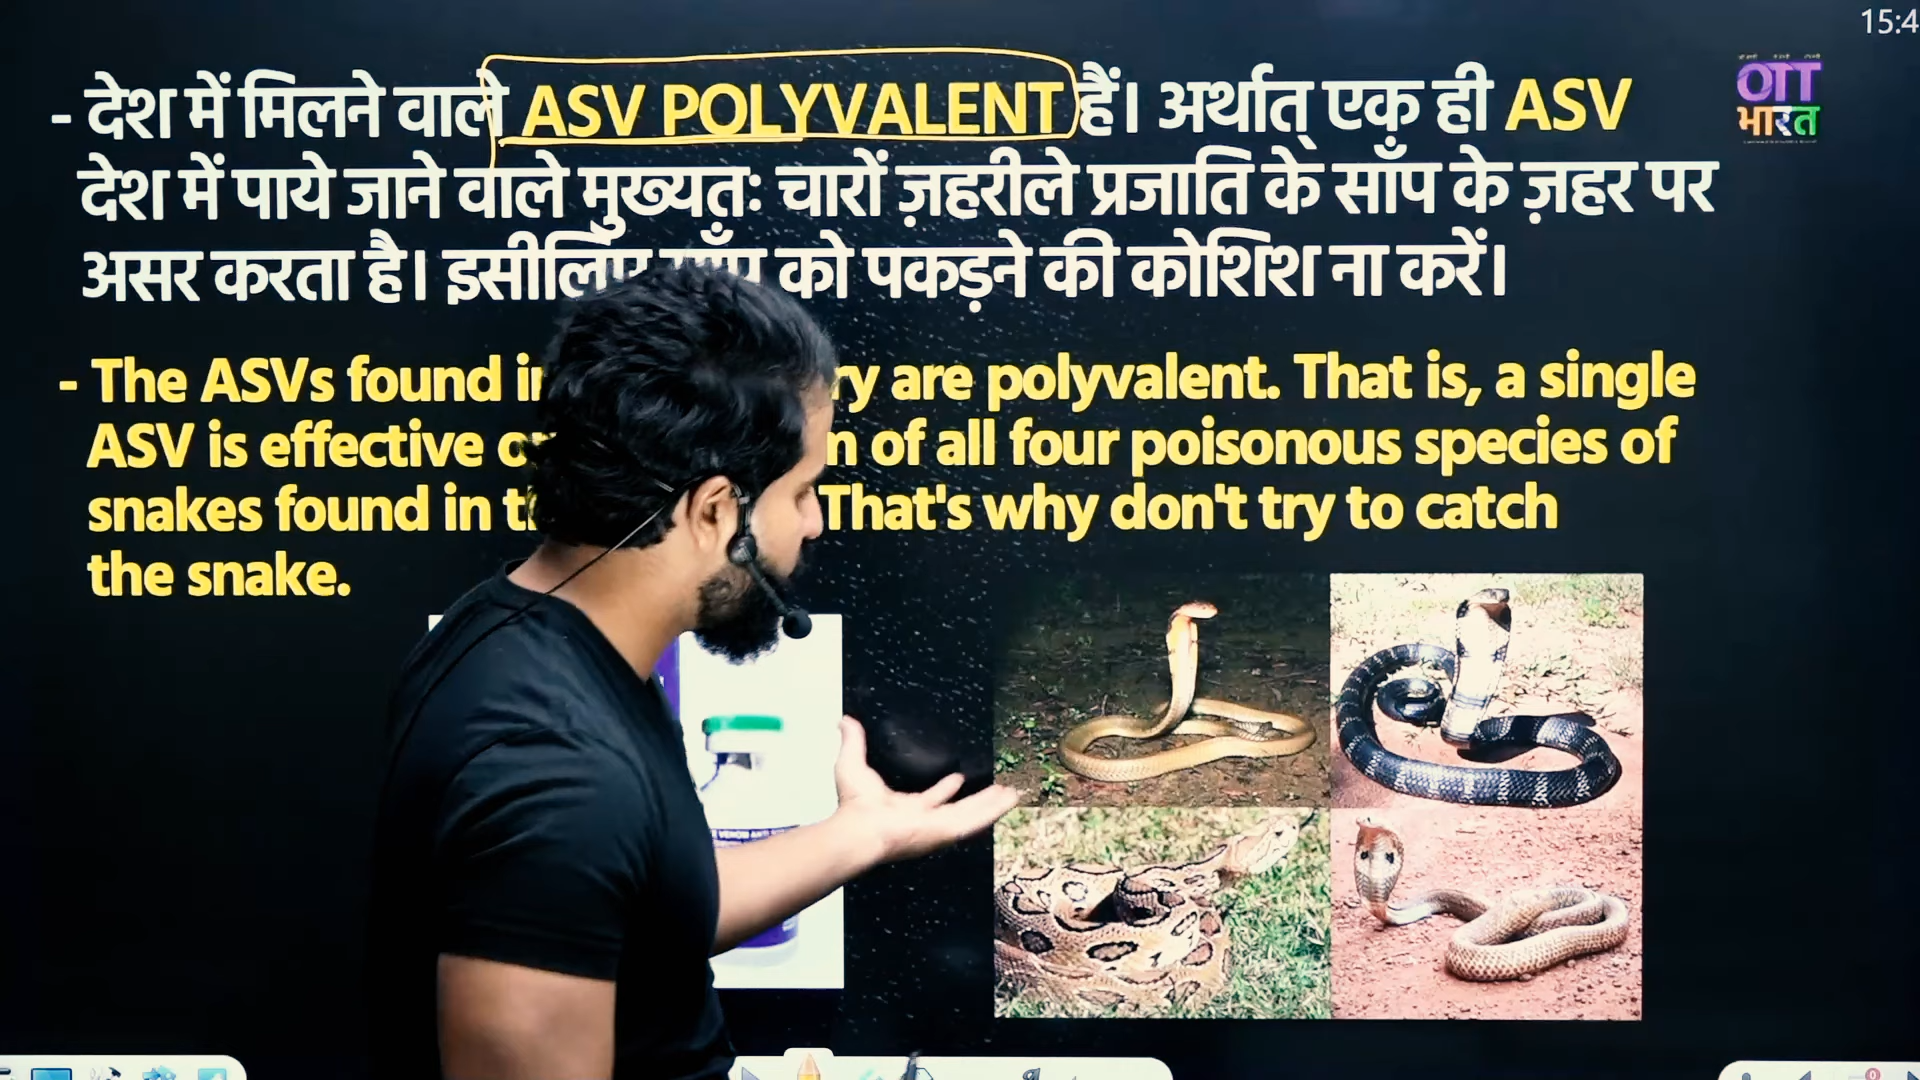 15:4
- देश में मिलने वाले ASV POLYVALENT हैं। अर्थात् एक ही ASV
देश में पाये जाने वाले मुख्यतः चारों ज़हरीले प्रजाति के साँप के ज़हर पर
असर करता है। इसीलिए साँप को पकड़ने की कोशिश ना करें।
OTT
भारत
- The ASVs found are polyvalent. That is, a single
ASV is effective of all four poisonous species of
snakes found in That's why don't try to catch
the snake.